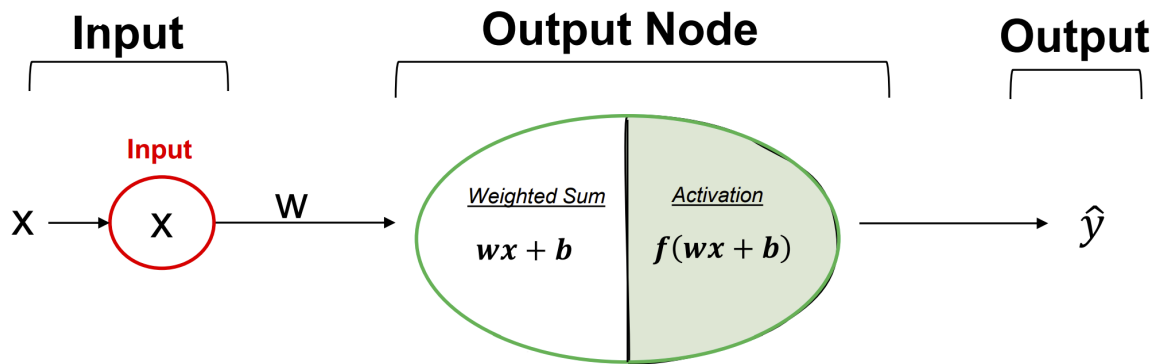 Input
Output Node
Output
Input
x
x
w
Weighted Sum
wx + b
Activation
f(wx + b)
ŷ